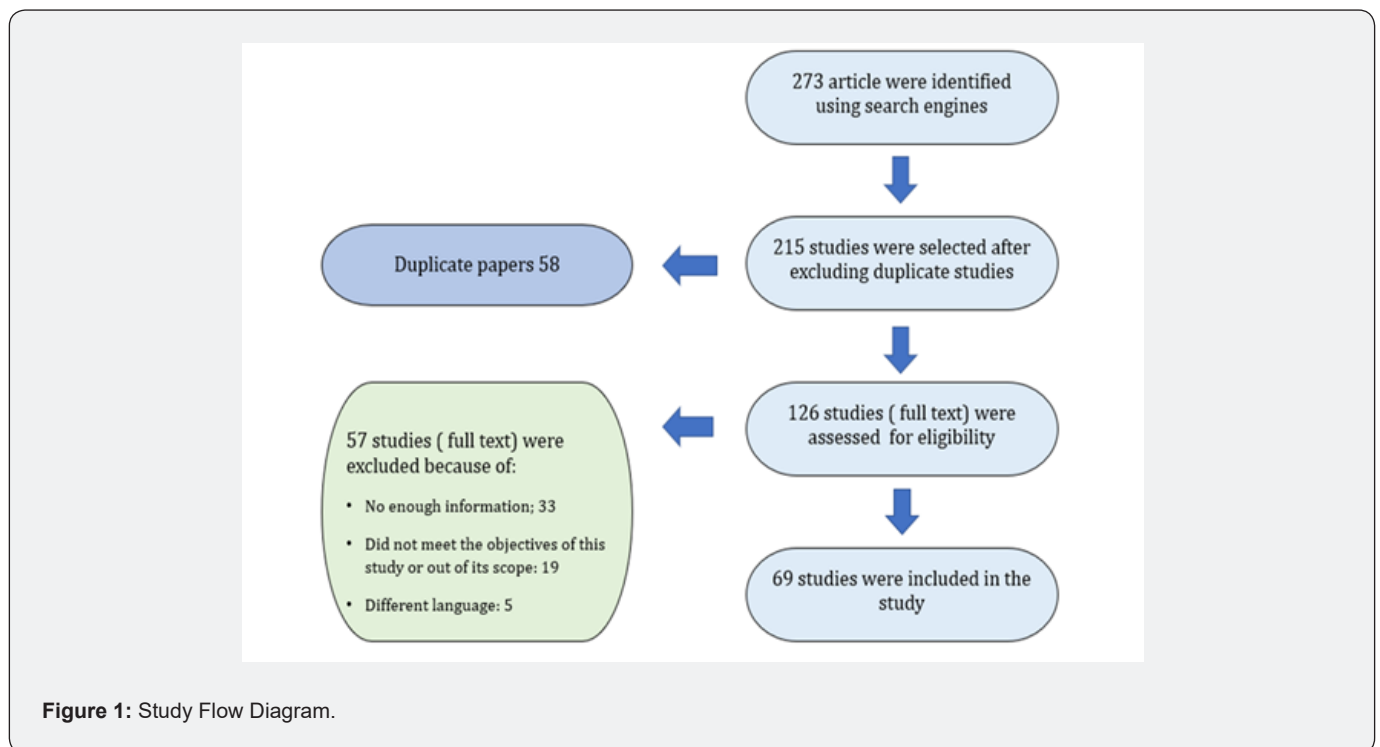 273 article were identified
using search engines
215 studies were selected after
excluding duplicate studies
Duplicate papers 58
126 studies ( full text) were
assessed for eligibility
57 studies ( full text) were
excluded because of:
• No enough information; 33
• Did not meet the objectives of this
study or out of its scope: 19
• Different language: 5
69 studies were included in the
study
Figure 1: Study Flow Diagram.